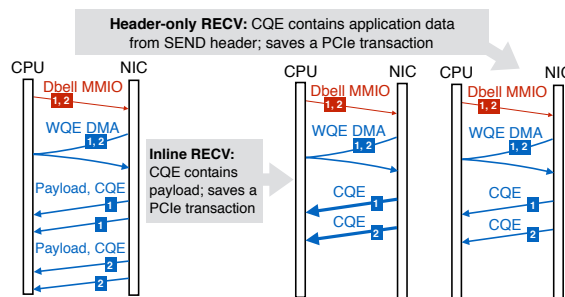 Header-only RECV: CQE contains application data
from SEND header; saves a PCIe transaction
CPU NIC
Dbell MMIO
1, 2
WQE DMA
1,2
Payload, CQE
1
1
Payload, CQE
2
2
Inline RECV:
CQE contains
payload; saves a
PCIe transaction
CPU NIC
Dbell MMIO
1, 2
WQE DMA
1,2
CQE
1
CQE
2
CPU NIC
Dbell MMIO
1, 2
WQE DMA
1,2
CQE
1
CQE
2